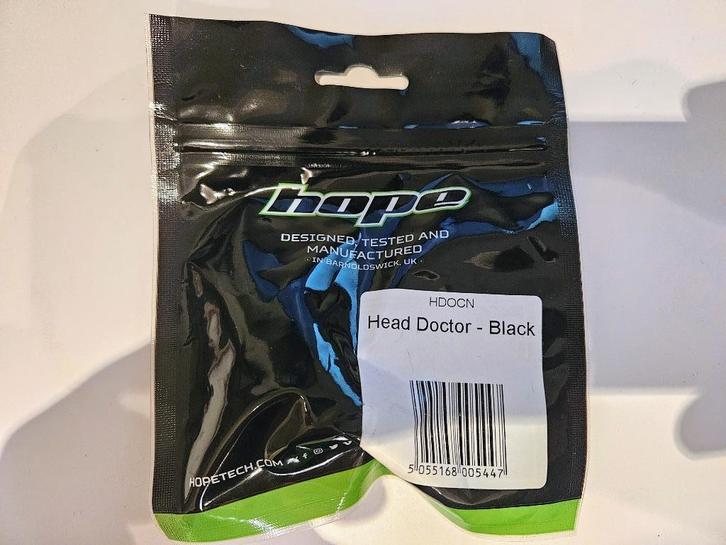 hope
DESIGNED, TESTED AND
MANUFACTURED
· IN BARNOLDSWICK, UK ·
HDOCN
Head Doctor - Black
5 055168 005447
HOPETECH.COM